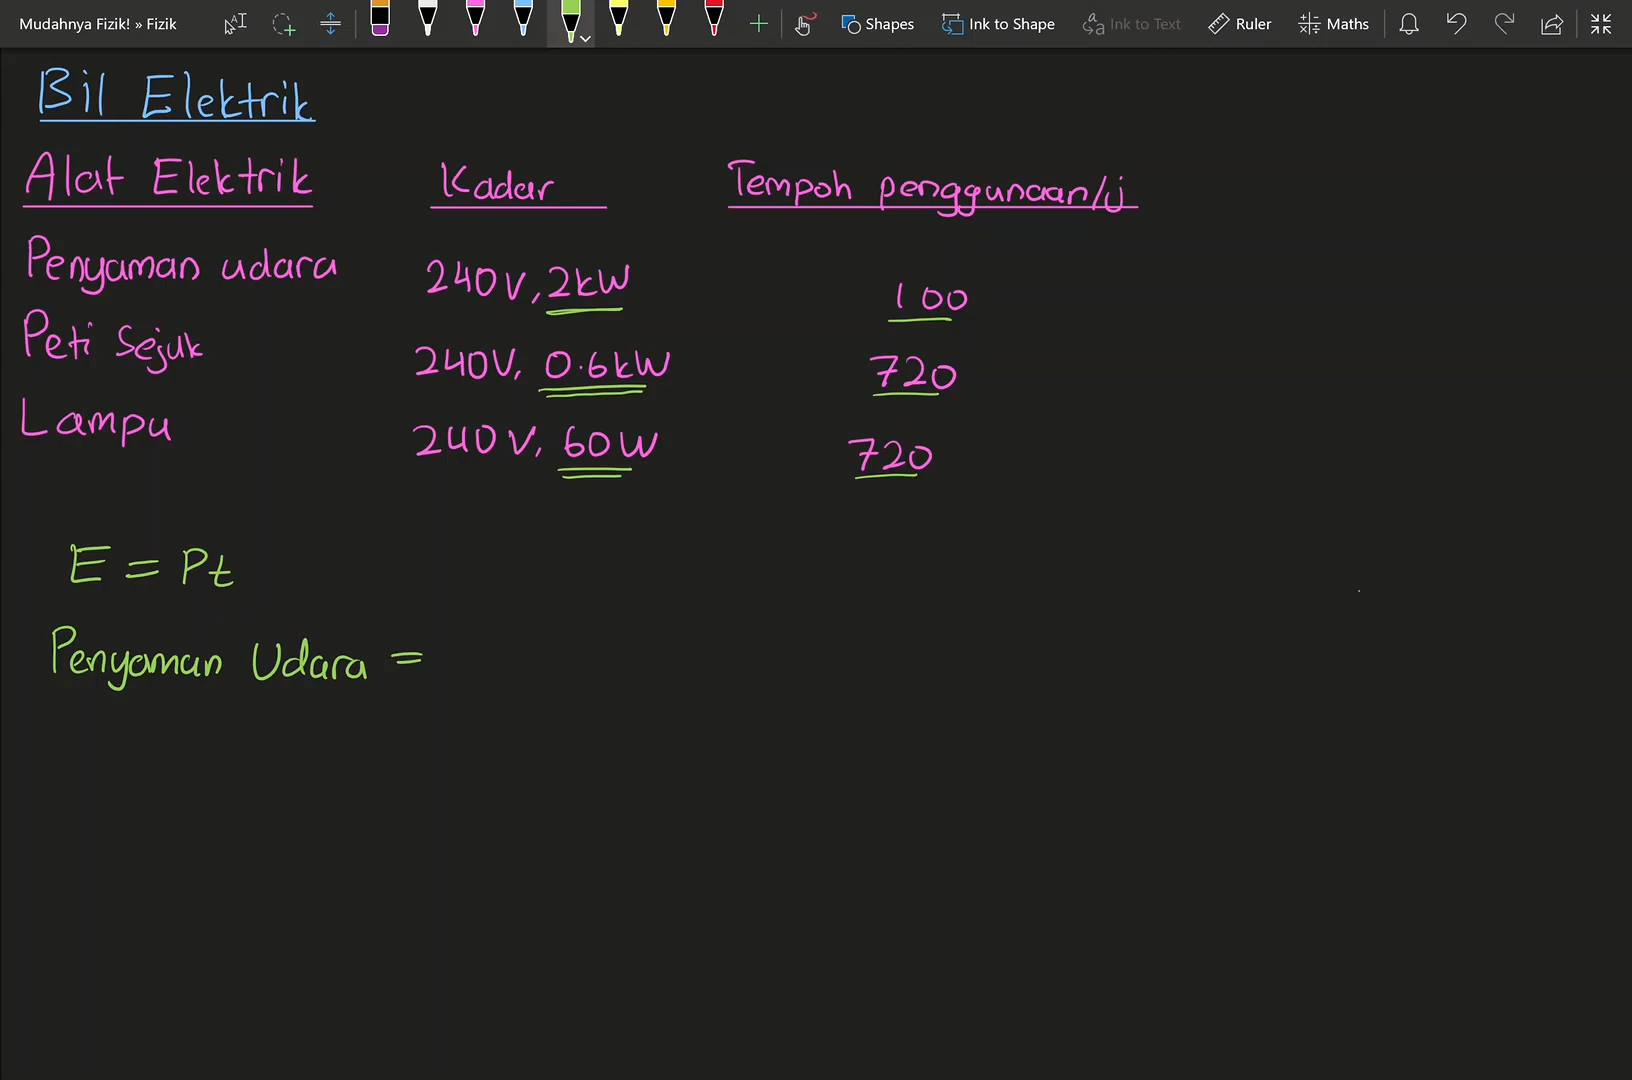 Mudahnya Fizik! » Fizik
Shapes Ink to Shape Ink to Text Ruler Maths
Bil Elektrik
Alat Elektrik Kadar Tempoh penggunaan/j
Penyaman udara 240V, 2kW 100
Peti Sejuk 240V, 0.6kW 720
Lampu 240V, 60W 720
E = Pt
Penyaman Udara =